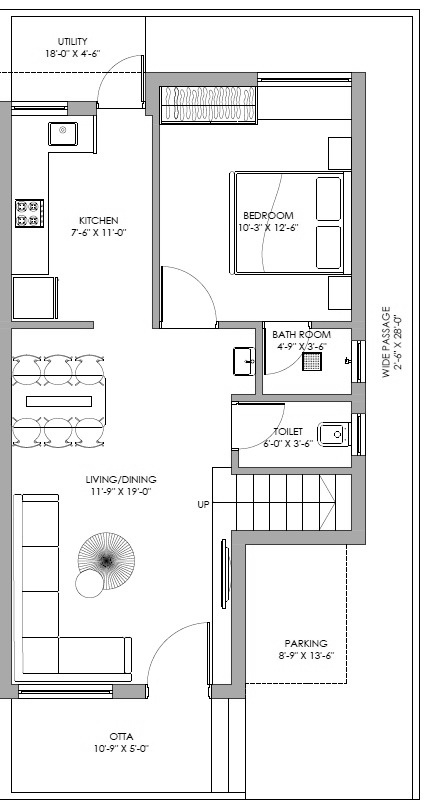 UTILITY
18'-0" X 4'-6"
KITCHEN
7'-6" X 11'-0"
BEDROOM
10'-3" X 12'-6"
BATH ROOM
4'-9" X 3'-6"
WIDE PASSAGE
2'-6" X 28'-0"
TOILET
6'-0" X 3'-6"
LIVING/DINING
11'-9" X 19'-0"
UP
PARKING
8'-9" X 13'-6"
OTTA
10'-9" X 5'-0"